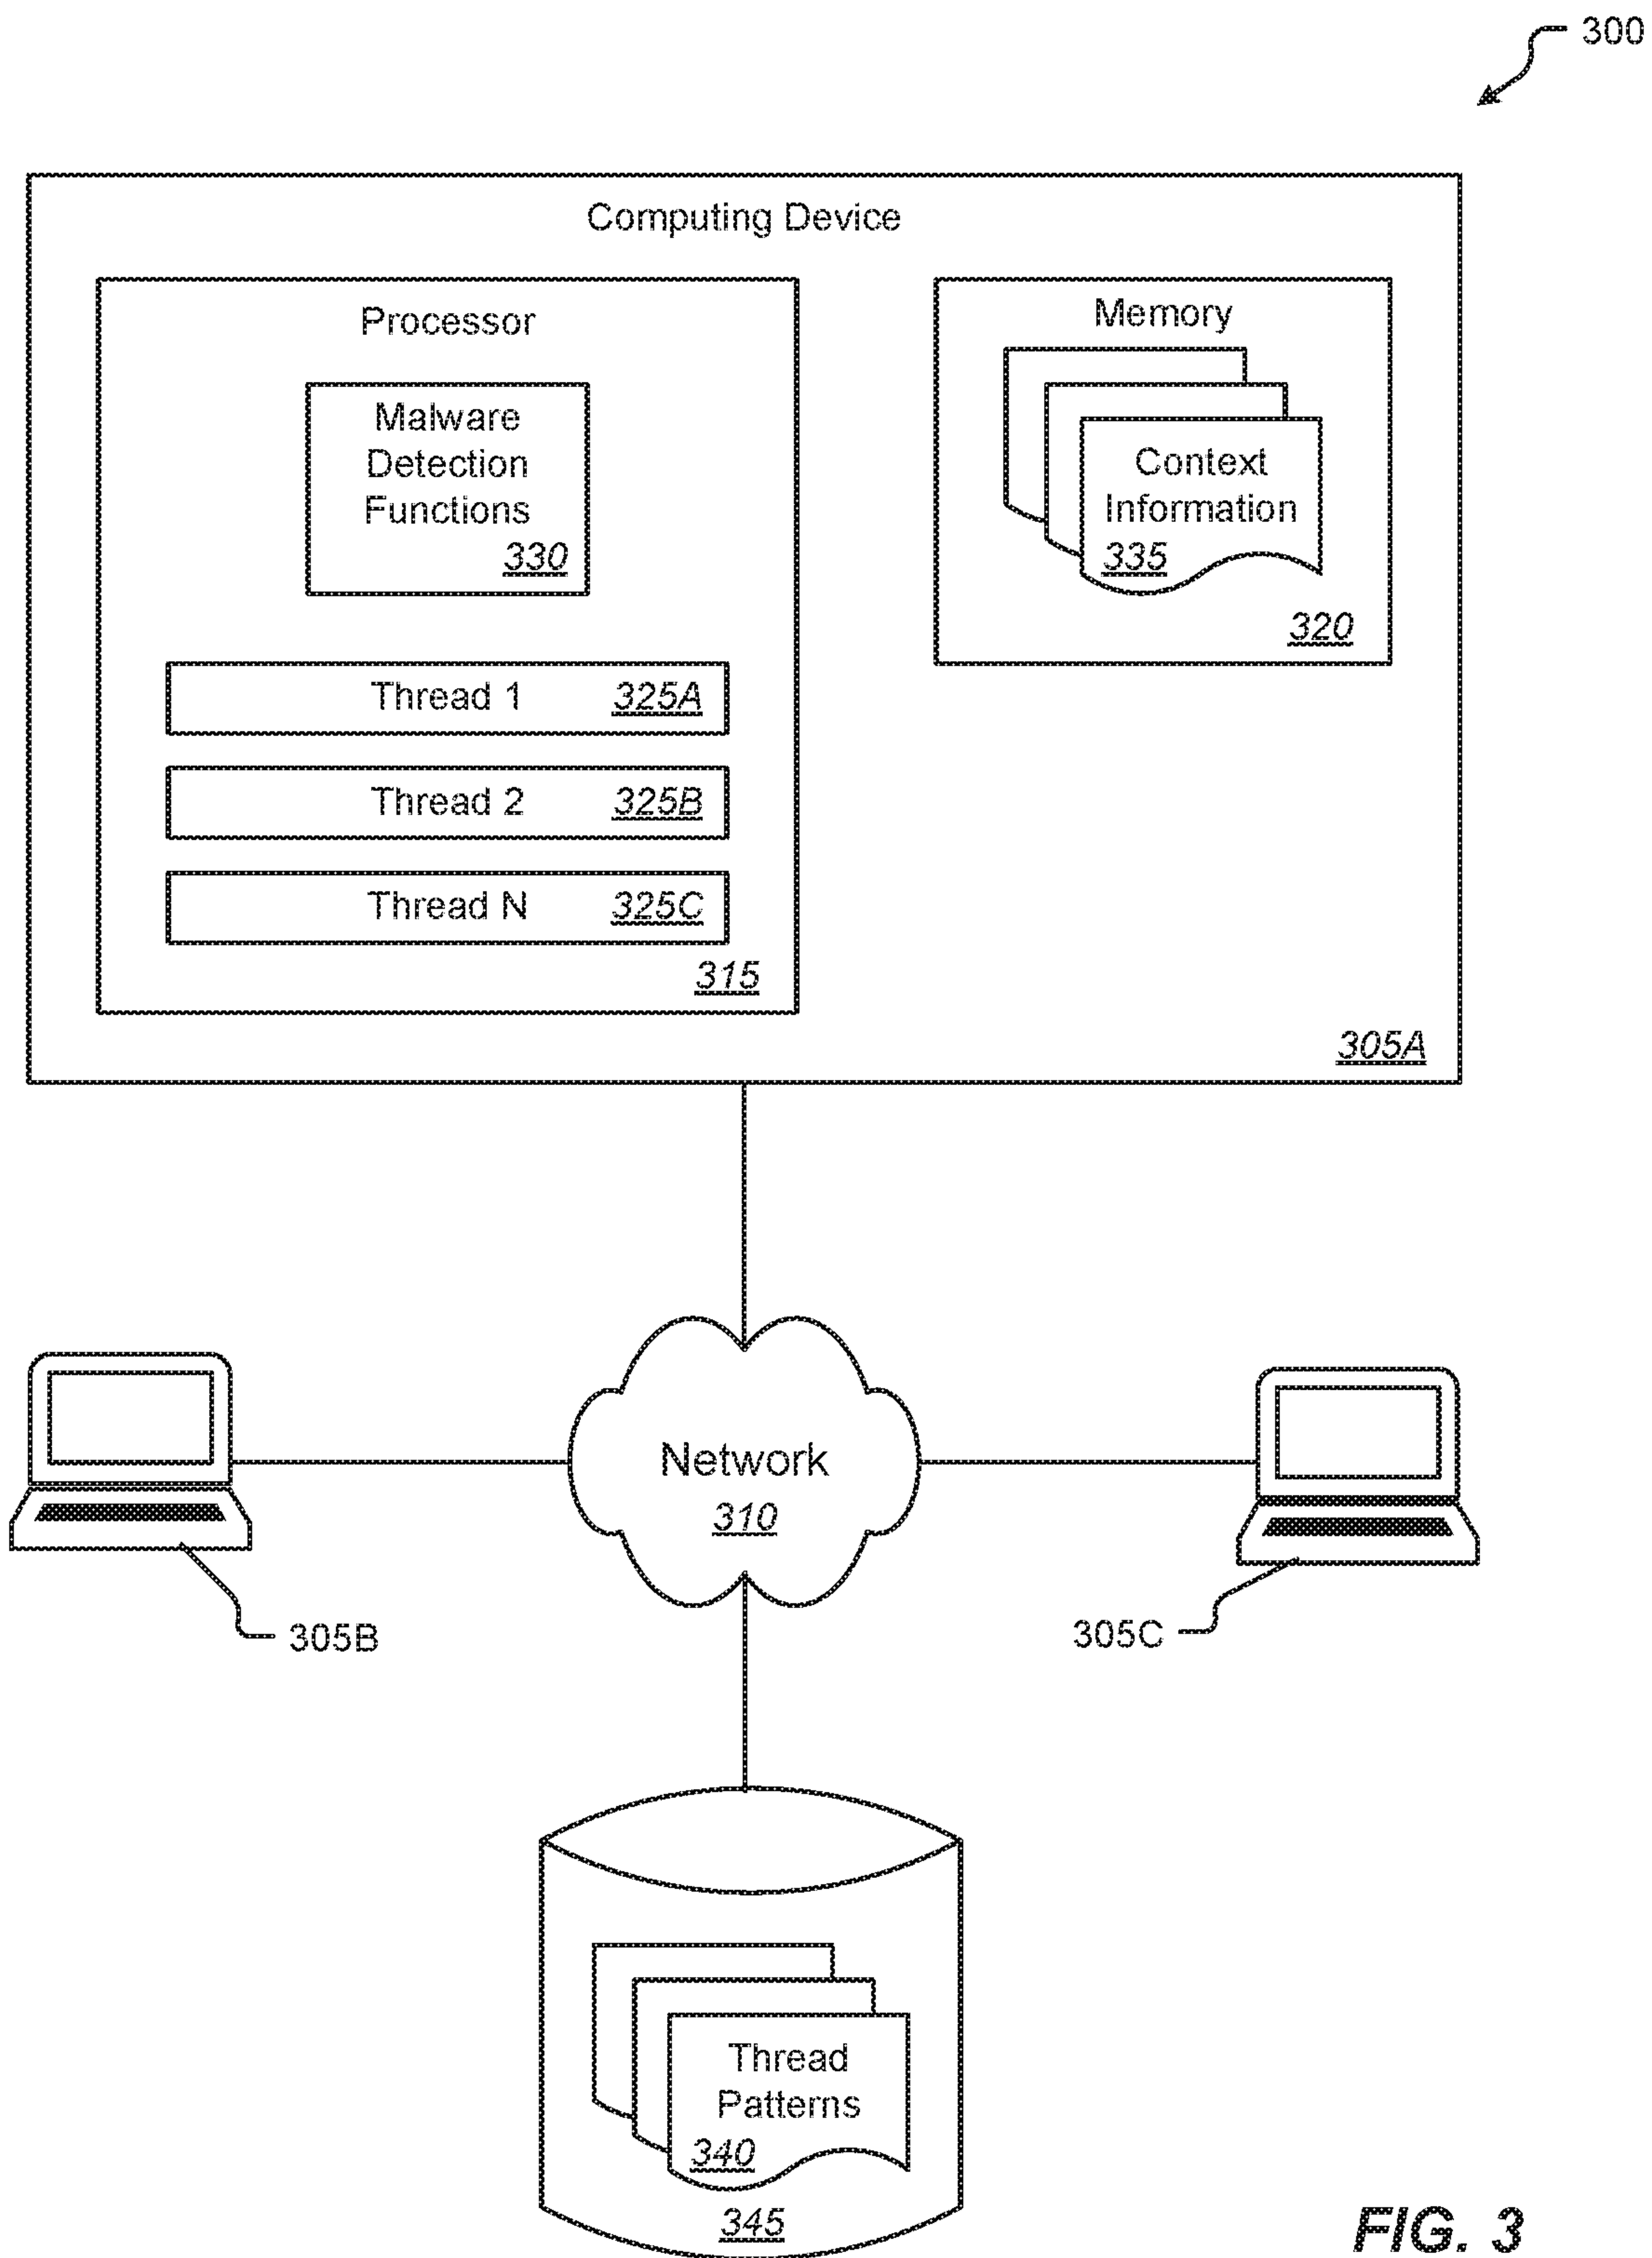 300
Computing Device
Processor
Malware
Detection
Functions
330
Thread 1 325A
Thread 2 325B
Thread N 325C
315
Memory
Context
Information
335
320
305A
Network
310
305B
305C
Thread
Patterns
340
345
FIG. 3